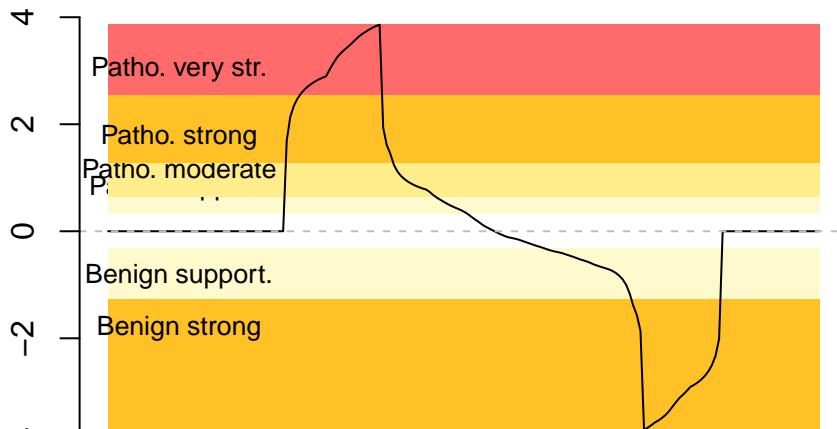 4
Patho. very str.
2
Patho. strong
Patho. moderate
0
Benign support.
−2
Benign strong